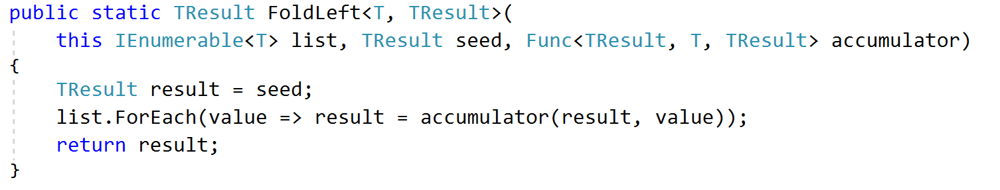 public static TResult FoldLeft<T, TResult>(
    this IEnumerable<T> list, TResult seed, Func<TResult, T, TResult> accumulator)
{
    TResult result = seed;
    list.ForEach(value => result = accumulator(result, value));
    return result;
}